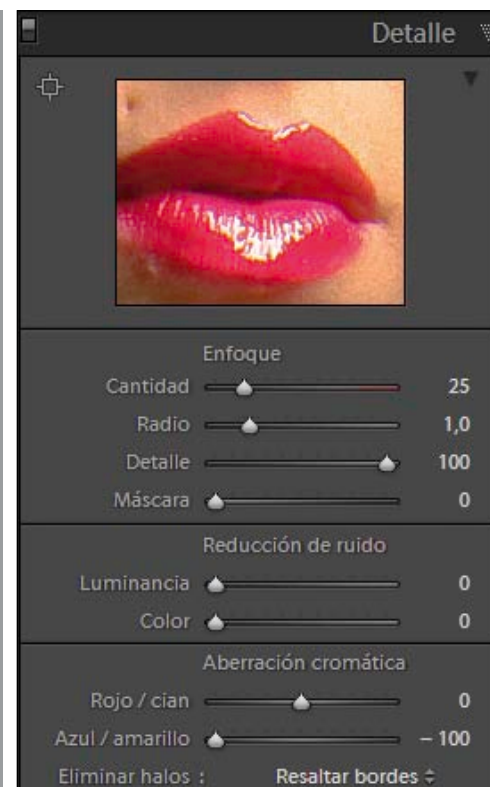 Detalle
Enfoque
Cantidad 25
Radio 1,0
Detalle 100
Máscara 0
Reducción de ruido
Luminancia 0
Color 0
Aberración cromática
Rojo / cian 0
Azul / amarillo – 100
Eliminar halos : Resaltar bordes